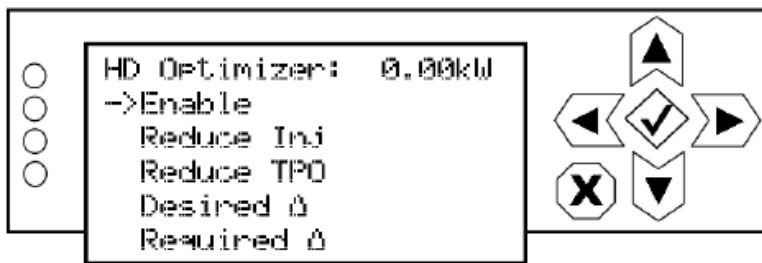 HD Optimizer: 0.00kW
->Enable
Reduce Inj
Reduce TPO
Desired Δ
Required Δ
X